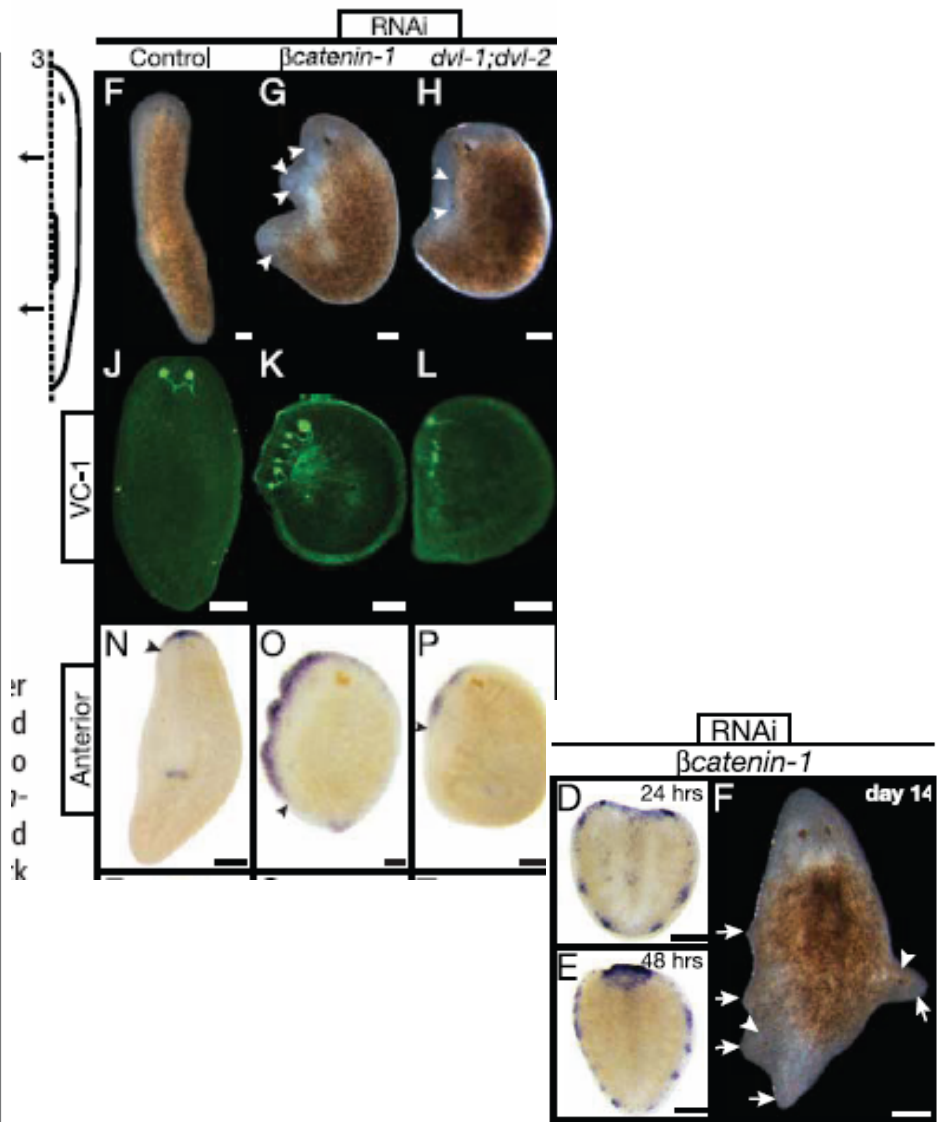 RNAi
Control βcatenin-1 dvl-1;dvl-2
3
F G H
J K L
VC-1
N O P
Anterior
er
d
o
n-
d
k
RNAi
βcatenin-1
D 24 hrs F day 14
E 48 hrs